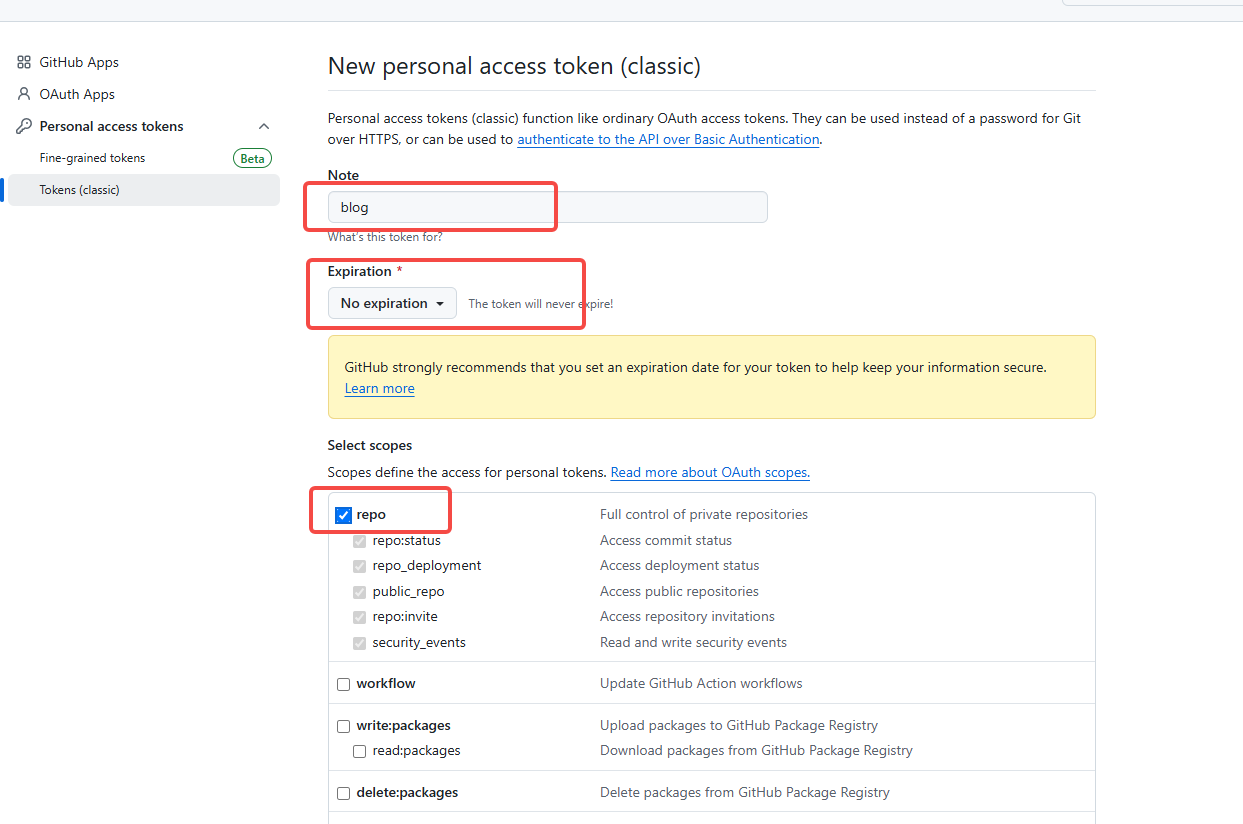 GitHub Apps
OAuth Apps
Personal access tokens
Fine-grained tokens Beta
Tokens (classic)
New personal access token (classic)
Personal access tokens (classic) function like ordinary OAuth access tokens. They can be used instead of a password for Git
over HTTPS, or can be used to authenticate to the API over Basic Authentication.
Note
blog
What's this token for?
Expiration *
No expiration The token will never expire!
GitHub strongly recommends that you set an expiration date for your token to help keep your information secure.
Learn more
Select scopes
Scopes define the access for personal tokens. Read more about OAuth scopes.
repo Full control of private repositories
repo:status Access commit status
repo_deployment Access deployment status
public_repo Access public repositories
repo:invite Access repository invitations
security_events Read and write security events
workflow Update GitHub Action workflows
write:packages Upload packages to GitHub Package Registry
read:packages Download packages from GitHub Package Registry
delete:packages Delete packages from GitHub Package Registry